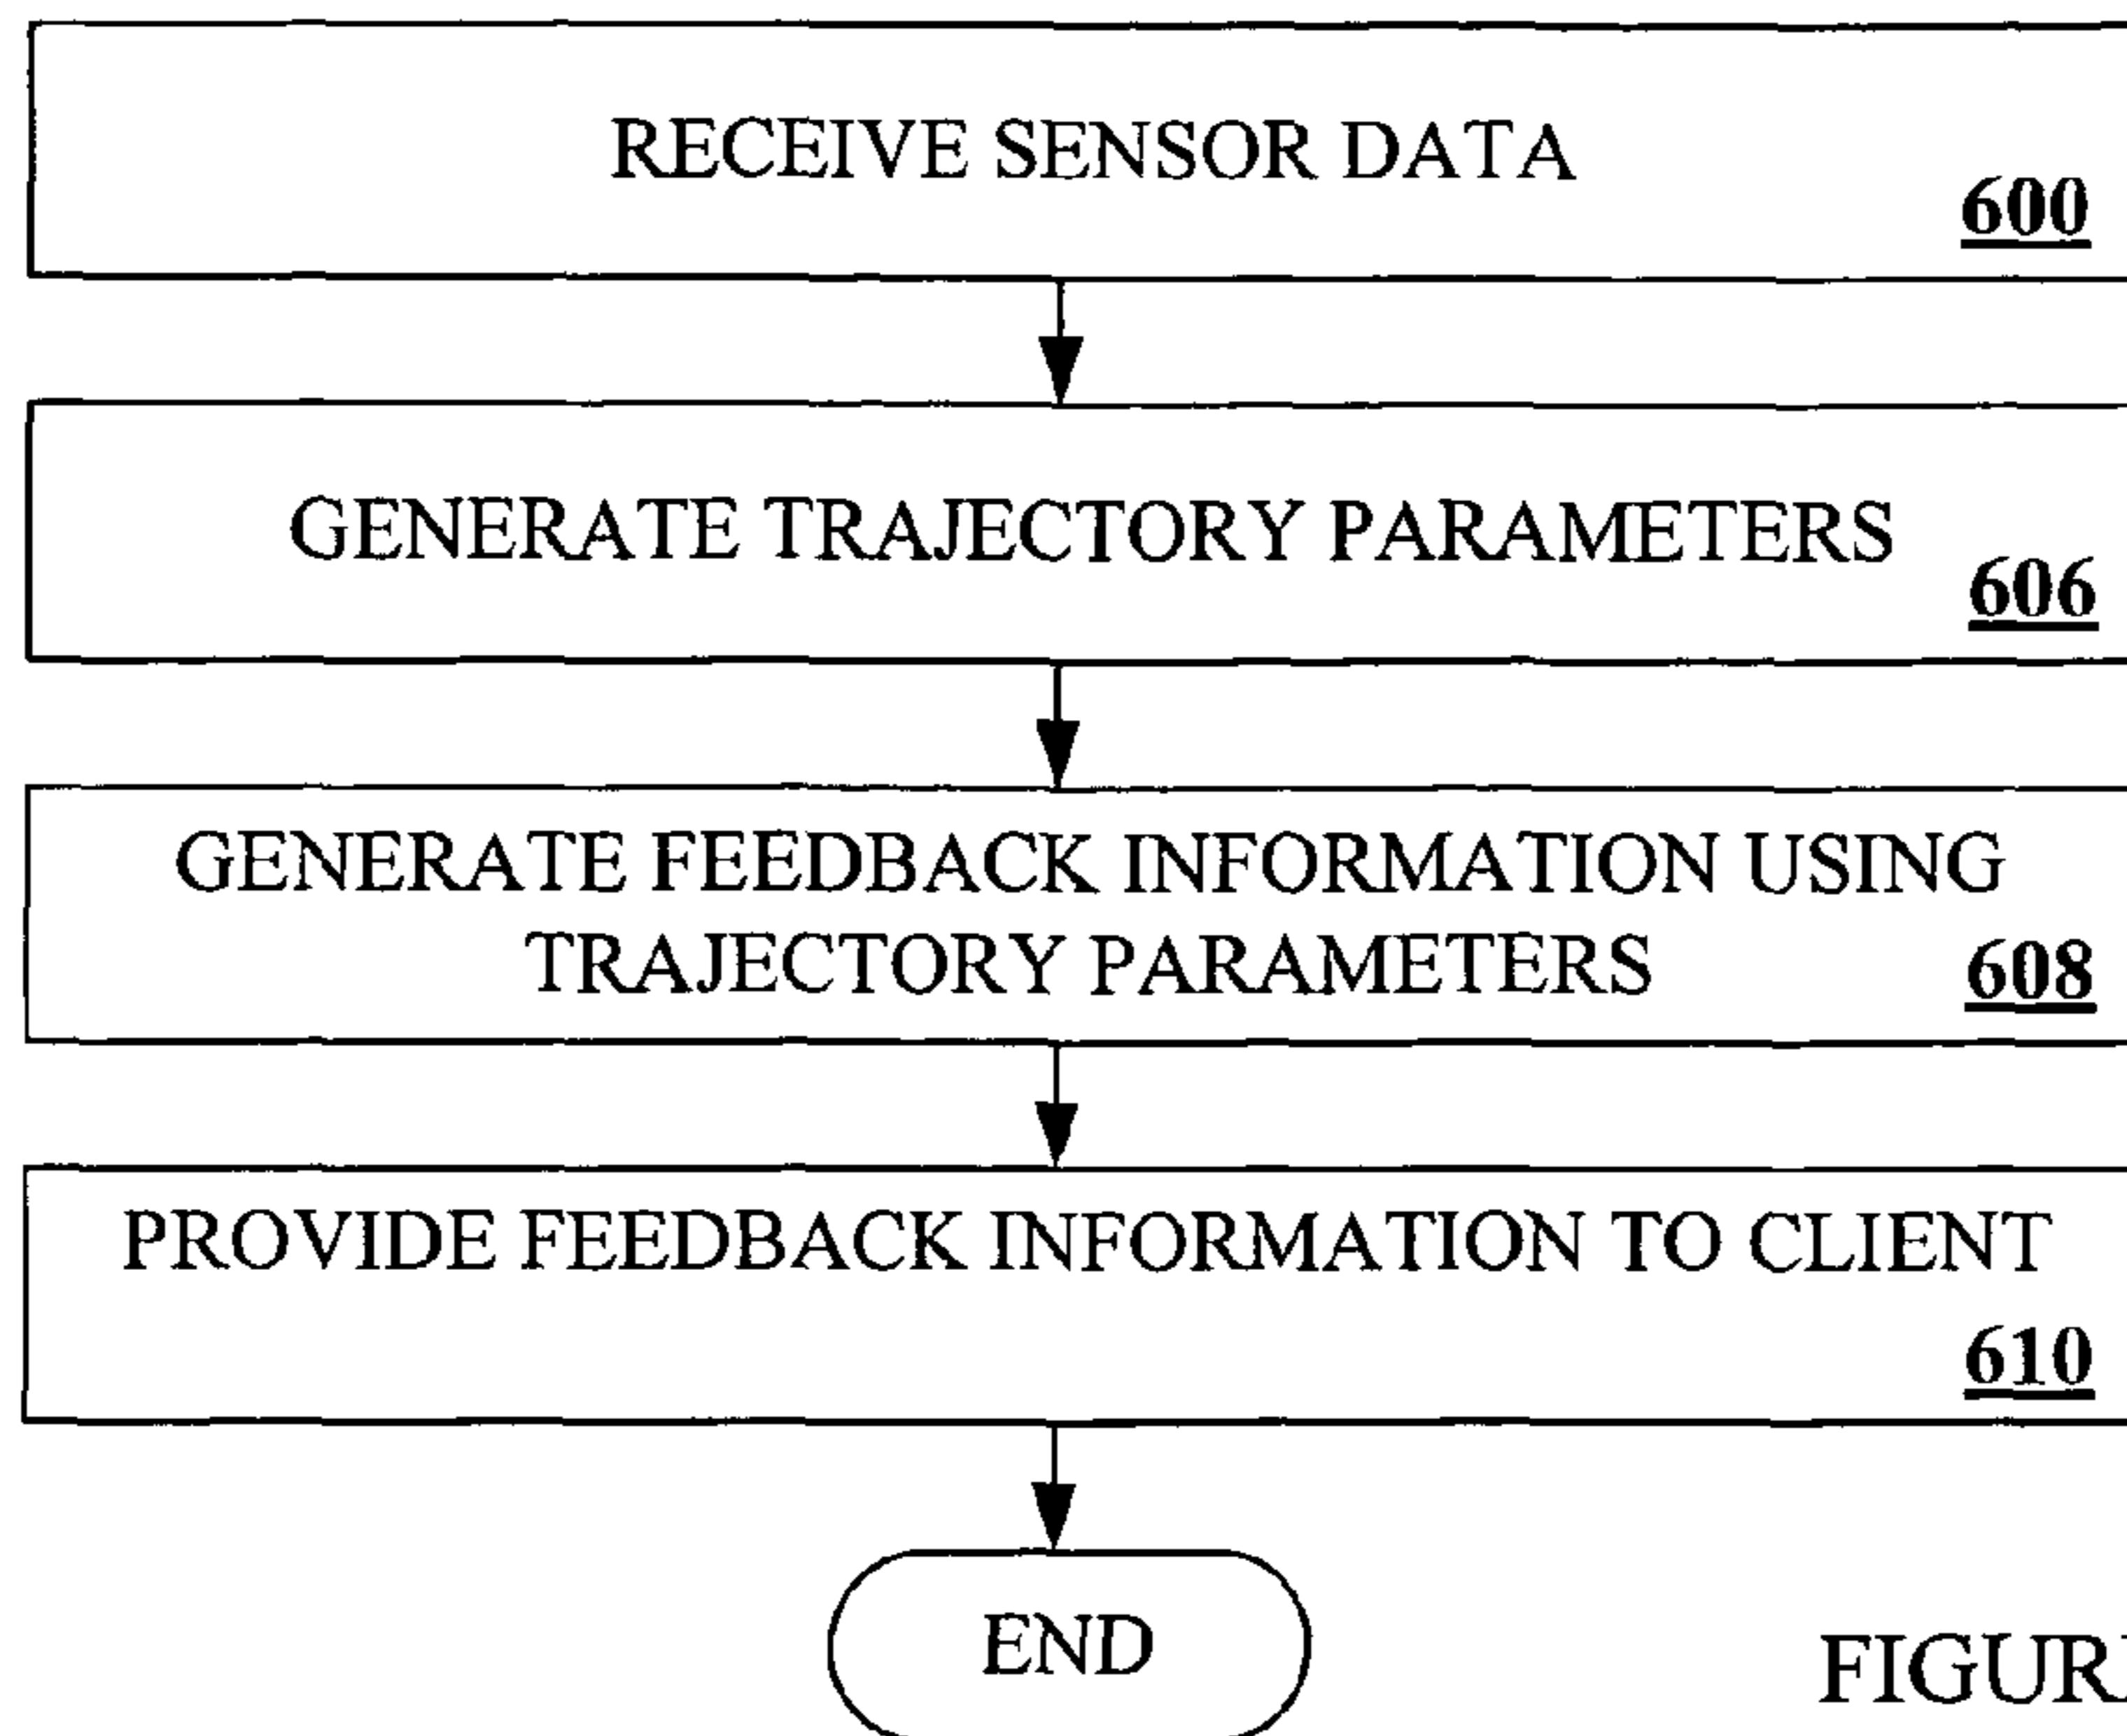 RECEIVE SENSOR DATA
600
GENERATE TRAJECTORY PARAMETERS
606
GENERATE FEEDBACK INFORMATION USING
TRAJECTORY PARAMETERS
608
PROVIDE FEEDBACK INFORMATION TO CLIENT
610
END